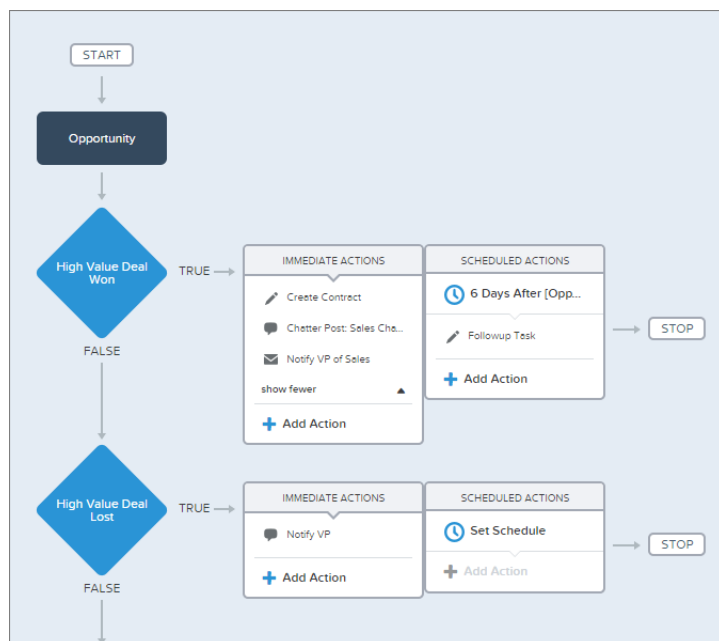 START
Opportunity
High Value Deal
Won
TRUE
IMMEDIATE ACTIONS
Create Contract
Chatter Post: Sales Cha...
Notify VP of Sales
show fewer
Add Action
SCHEDULED ACTIONS
6 Days After [Opp...
Followup Task
Add Action
STOP
FALSE
High Value Deal
Lost
TRUE
IMMEDIATE ACTIONS
Notify VP
Add Action
SCHEDULED ACTIONS
Set Schedule
Add Action
STOP
FALSE